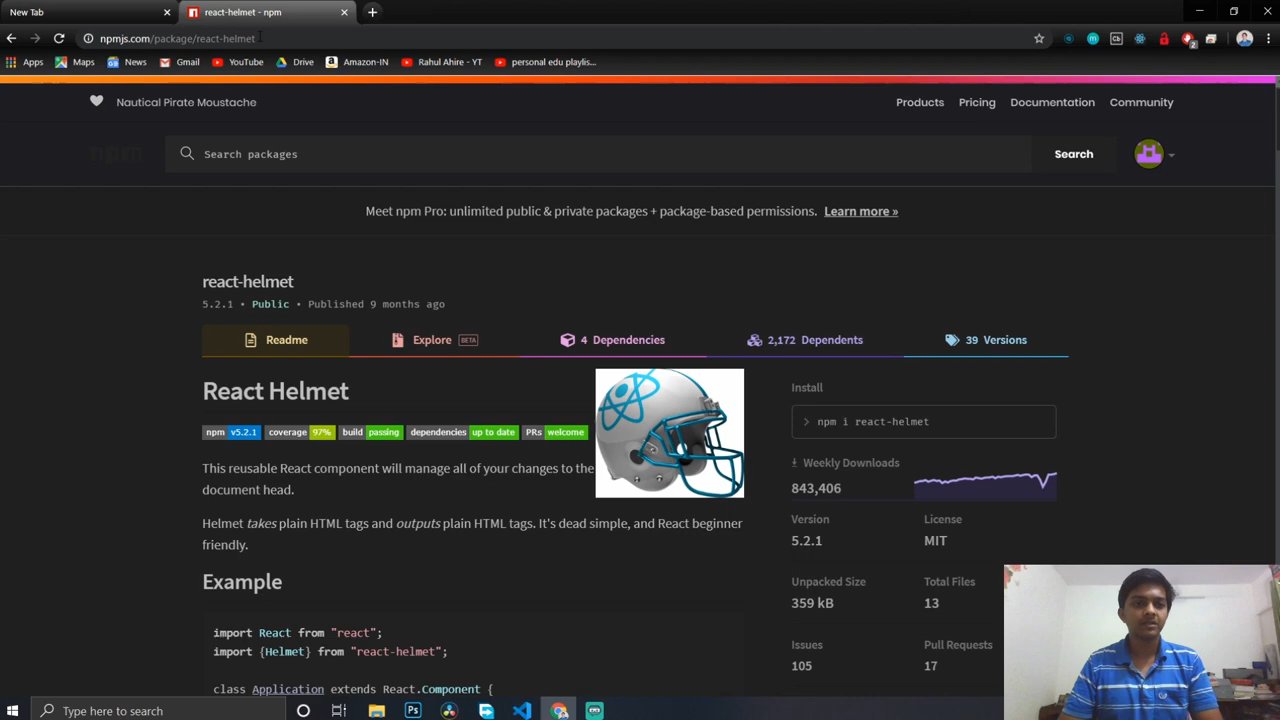 New Tab
react-helmet - npm
npmjs.com/package/react-helmet
Apps
Maps
News
Gmail
YouTube
Drive
Amazon-IN
Rahul Ahire - YT
personal edu playlis...
Nautical Pirate Moustache
Products
Pricing
Documentation
Community
npm
Search packages
Search
Meet npm Pro: unlimited public & private packages + package-based permissions. Learn more »
react-helmet
5.2.1 • Public • Published 9 months ago
Readme
Explore BETA
4 Dependencies
2,172 Dependents
39 Versions
React Helmet
npm v5.2.1 coverage 97% build passing dependencies up to date PRs welcome
This reusable React component will manage all of your changes to the
document head.
Helmet takes plain HTML tags and outputs plain HTML tags. It's dead simple, and React beginner
friendly.
Example
import React from "react";
import {Helmet} from "react-helmet";
class Application extends React.Component {
Install
> npm i react-helmet
Weekly Downloads
843,406
Version
License
5.2.1
MIT
Unpacked Size
Total Files
359 kB
13
Issues
Pull Requests
105
17
Type here to search